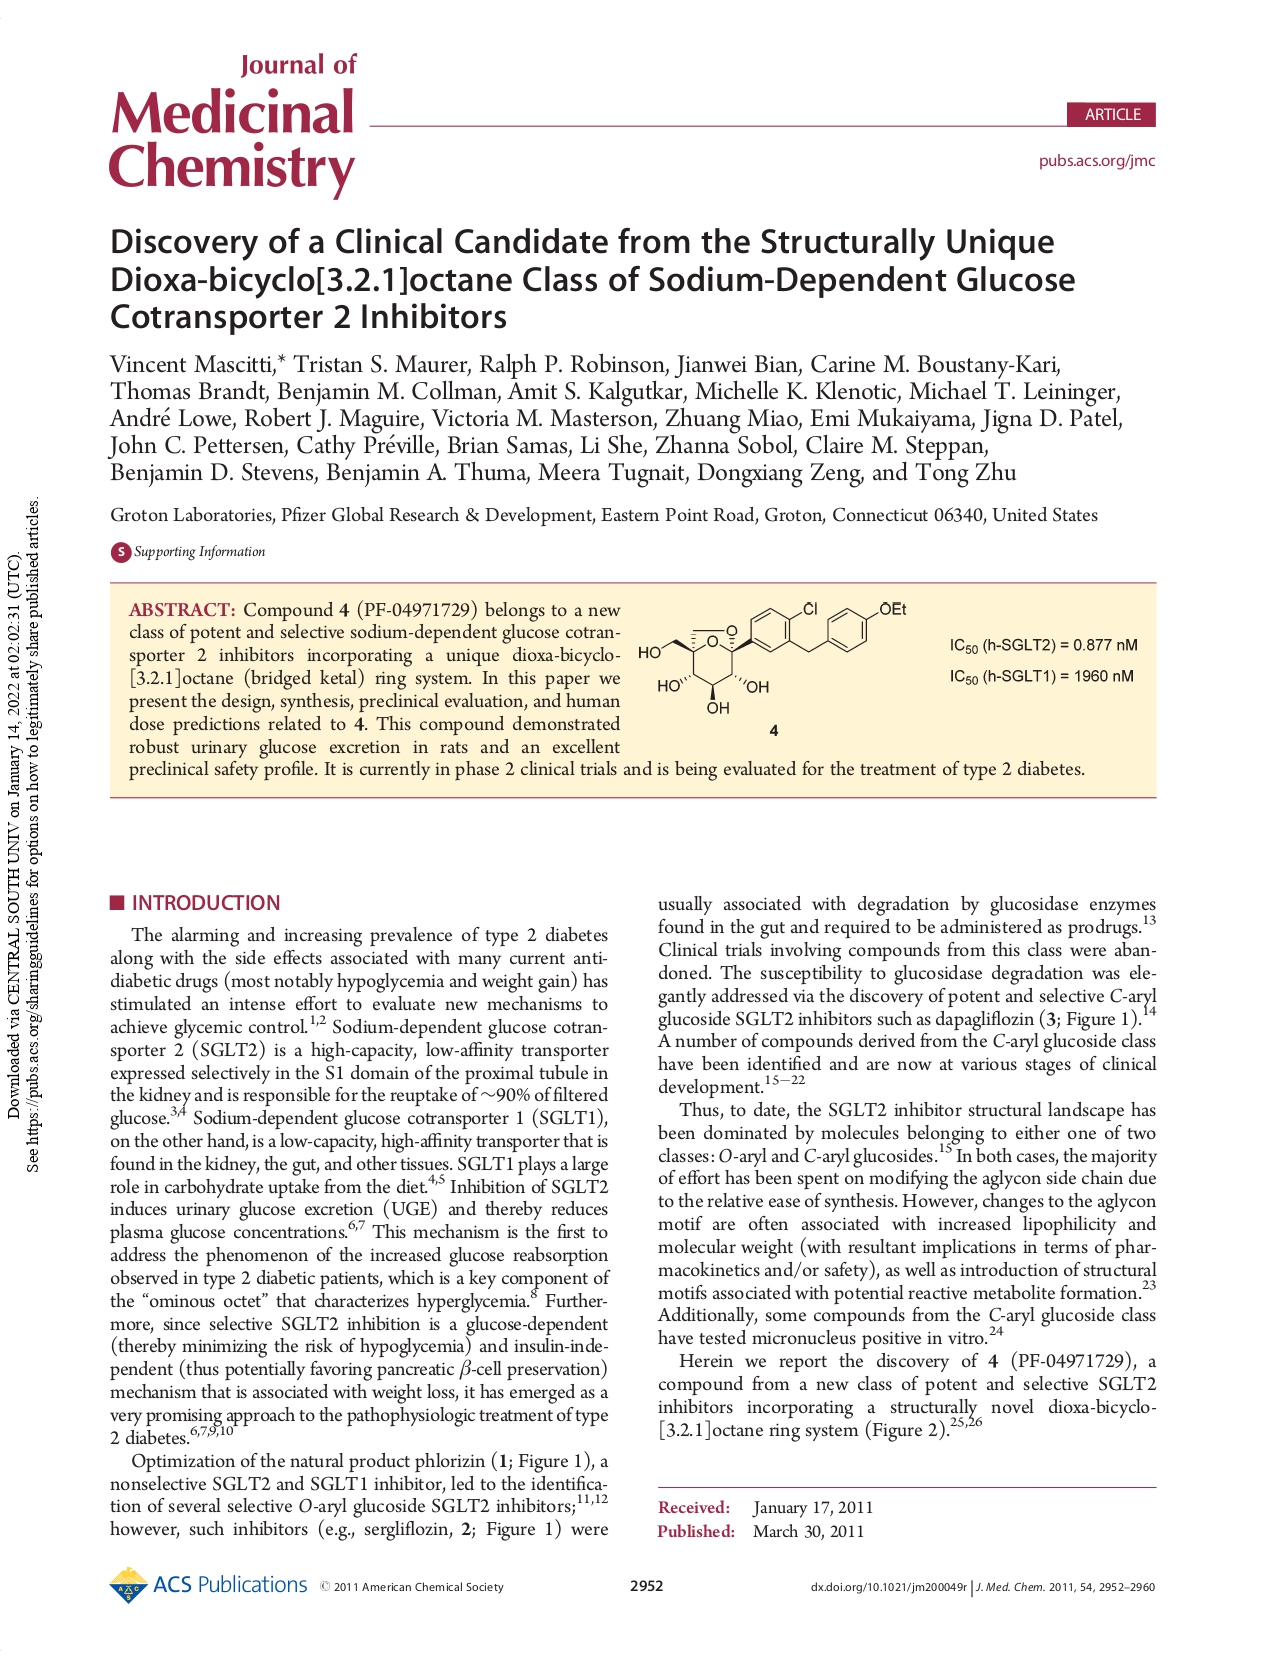 Journal of
Medicinal
Chemistry
ARTICLE
pubs.acs.org/jmc
Discovery of a Clinical Candidate from the Structurally Unique
Dioxa-bicyclo[3.2.1]octane Class of Sodium-Dependent Glucose
Cotransporter 2 Inhibitors
Vincent Mascitti,* Tristan S. Maurer, Ralph P. Robinson, Jianwei Bian, Carine M. Boustany-Kari,
Thomas Brandt, Benjamin M. Collman, Amit S. Kalgutkar, Michelle K. Klenotic, Michael T. Leininger,
André Lowe, Robert J. Maguire, Victoria M. Masterson, Zhuang Miao, Emi Mukaiyama, Jigna D. Patel,
John C. Pettersen, Cathy Préville, Brian Samas, Li She, Zhanna Sobol, Claire M. Steppan,
Benjamin D. Stevens, Benjamin A. Thuma, Meera Tugnait, Dongxiang Zeng, and Tong Zhu
Groton Laboratories, Pfizer Global Research & Development, Eastern Point Road, Groton, Connecticut 06340, United States
S Supporting Information
ABSTRACT: Compound 4 (PF-04971729) belongs to a new
class of potent and selective sodium-dependent glucose cotran-
sporter 2 inhibitors incorporating a unique dioxa-bicyclo-
[3.2.1]octane (bridged ketal) ring system. In this paper we
present the design, synthesis, preclinical evaluation, and human
dose predictions related to 4. This compound demonstrated
robust urinary glucose excretion in rats and an excellent
preclinical safety profile. It is currently in phase 2 clinical trials and is being evaluated for the treatment of type 2 diabetes.
Cl
OEt
O
O
HO
HO
OH
OH
4
IC50 (h-SGLT2) = 0.877 nM
IC50 (h-SGLT1) = 1960 nM
INTRODUCTION
The alarming and increasing prevalence of type 2 diabetes
along with the side effects associated with many current anti-
diabetic drugs (most notably hypoglycemia and weight gain) has
stimulated an intense effort to evaluate new mechanisms to
achieve glycemic control.1,2 Sodium-dependent glucose cotran-
sporter 2 (SGLT2) is a high-capacity, low-affinity transporter
expressed selectively in the S1 domain of the proximal tubule in
the kidney and is responsible for the reuptake of ~90% of filtered
glucose.3,4 Sodium-dependent glucose cotransporter 1 (SGLT1),
on the other hand, is a low-capacity, high-affinity transporter that is
found in the kidney, the gut, and other tissues. SGLT1 plays a large
role in carbohydrate uptake from the diet.4,5 Inhibition of SGLT2
induces urinary glucose excretion (UGE) and thereby reduces
plasma glucose concentrations.6,7 This mechanism is the first to
address the phenomenon of the increased glucose reabsorption
observed in type 2 diabetic patients, which is a key component of
the “ominous octet” that characterizes hyperglycemia.8 Further-
more, since selective SGLT2 inhibition is a glucose-dependent
(thereby minimizing the risk of hypoglycemia) and insulin-inde-
pendent (thus potentially favoring pancreatic β-cell preservation)
mechanism that is associated with weight loss, it has emerged as a
very promising approach to the pathophysiologic treatment of type
2 diabetes.6,7,9,10
Optimization of the natural product phlorizin (1; Figure 1), a
nonselective SGLT2 and SGLT1 inhibitor, led to the identifica-
tion of several selective O-aryl glucoside SGLT2 inhibitors;11,12
however, such inhibitors (e.g., sergliflozin, 2; Figure 1) were
usually associated with degradation by glucosidase enzymes
found in the gut and required to be administered as prodrugs.13
Clinical trials involving compounds from this class were aban-
doned. The susceptibility to glucosidase degradation was ele-
gantly addressed via the discovery of potent and selective C-aryl
glucoside SGLT2 inhibitors such as dapagliflozin (3; Figure 1).14
A number of compounds derived from the C-aryl glucoside class
have been identified and are now at various stages of clinical
development.15−22
Thus, to date, the SGLT2 inhibitor structural landscape has
been dominated by molecules belonging to either one of two
classes: O-aryl and C-aryl glucosides.15 In both cases, the majority
of effort has been spent on modifying the aglycon side chain due
to the relative ease of synthesis. However, changes to the aglycon
motif are often associated with increased lipophilicity and
molecular weight (with resultant implications in terms of phar-
macokinetics and/or safety), as well as introduction of structural
motifs associated with potential reactive metabolite formation.23
Additionally, some compounds from the C-aryl glucoside class
have tested micronucleus positive in vitro.24
Herein we report the discovery of 4 (PF-04971729), a
compound from a new class of potent and selective SGLT2
inhibitors incorporating a structurally novel dioxa-bicyclo-
[3.2.1]octane ring system (Figure 2).25,26
Received: January 17, 2011
Published: March 30, 2011
ACS Publications
© 2011 American Chemical Society
2952
dx.doi.org/10.1021/jm200049r | J. Med. Chem. 2011, 54, 2952–2960
Downloaded via CENTRAL SOUTH UNIV on January 14, 2022 at 02:02:31 (UTC).
See https://pubs.acs.org/sharingguidelines for options on how to legitimately share published articles.